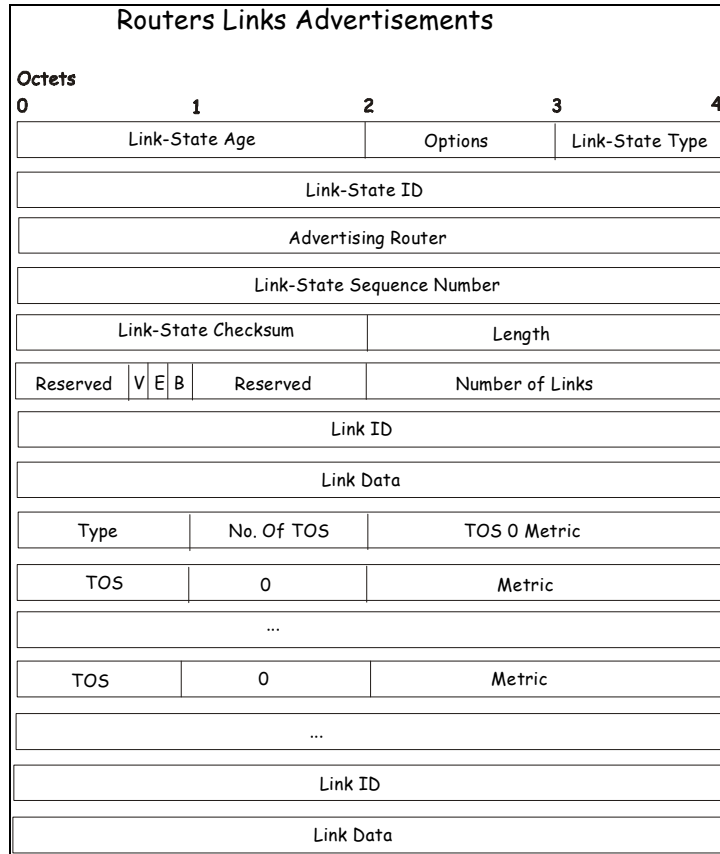 Routers Links Advertisements
Octets
0 1 2 3 4
Link-State Age Options Link-State Type
Link-State ID
Advertising Router
Link-State Sequence Number
Link-State Checksum Length
Reserved V E B Reserved Number of Links
Link ID
Link Data
Type No. Of TOS TOS 0 Metric
TOS 0 Metric
...
TOS 0 Metric
...
Link ID
Link Data